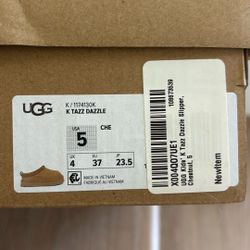 UGG
K / 1174130K
K TAZZ DAZZLE
USA
5
CHE
UK
4
EU
37
JP
23.5
MADE IN VIETNAM
FABRIQUÉ AU VIETNAM
108673539
X004OO7UE1
UGG Kids' K Tazz Dazzle Slipper,
Chestnut, 5
NewItem